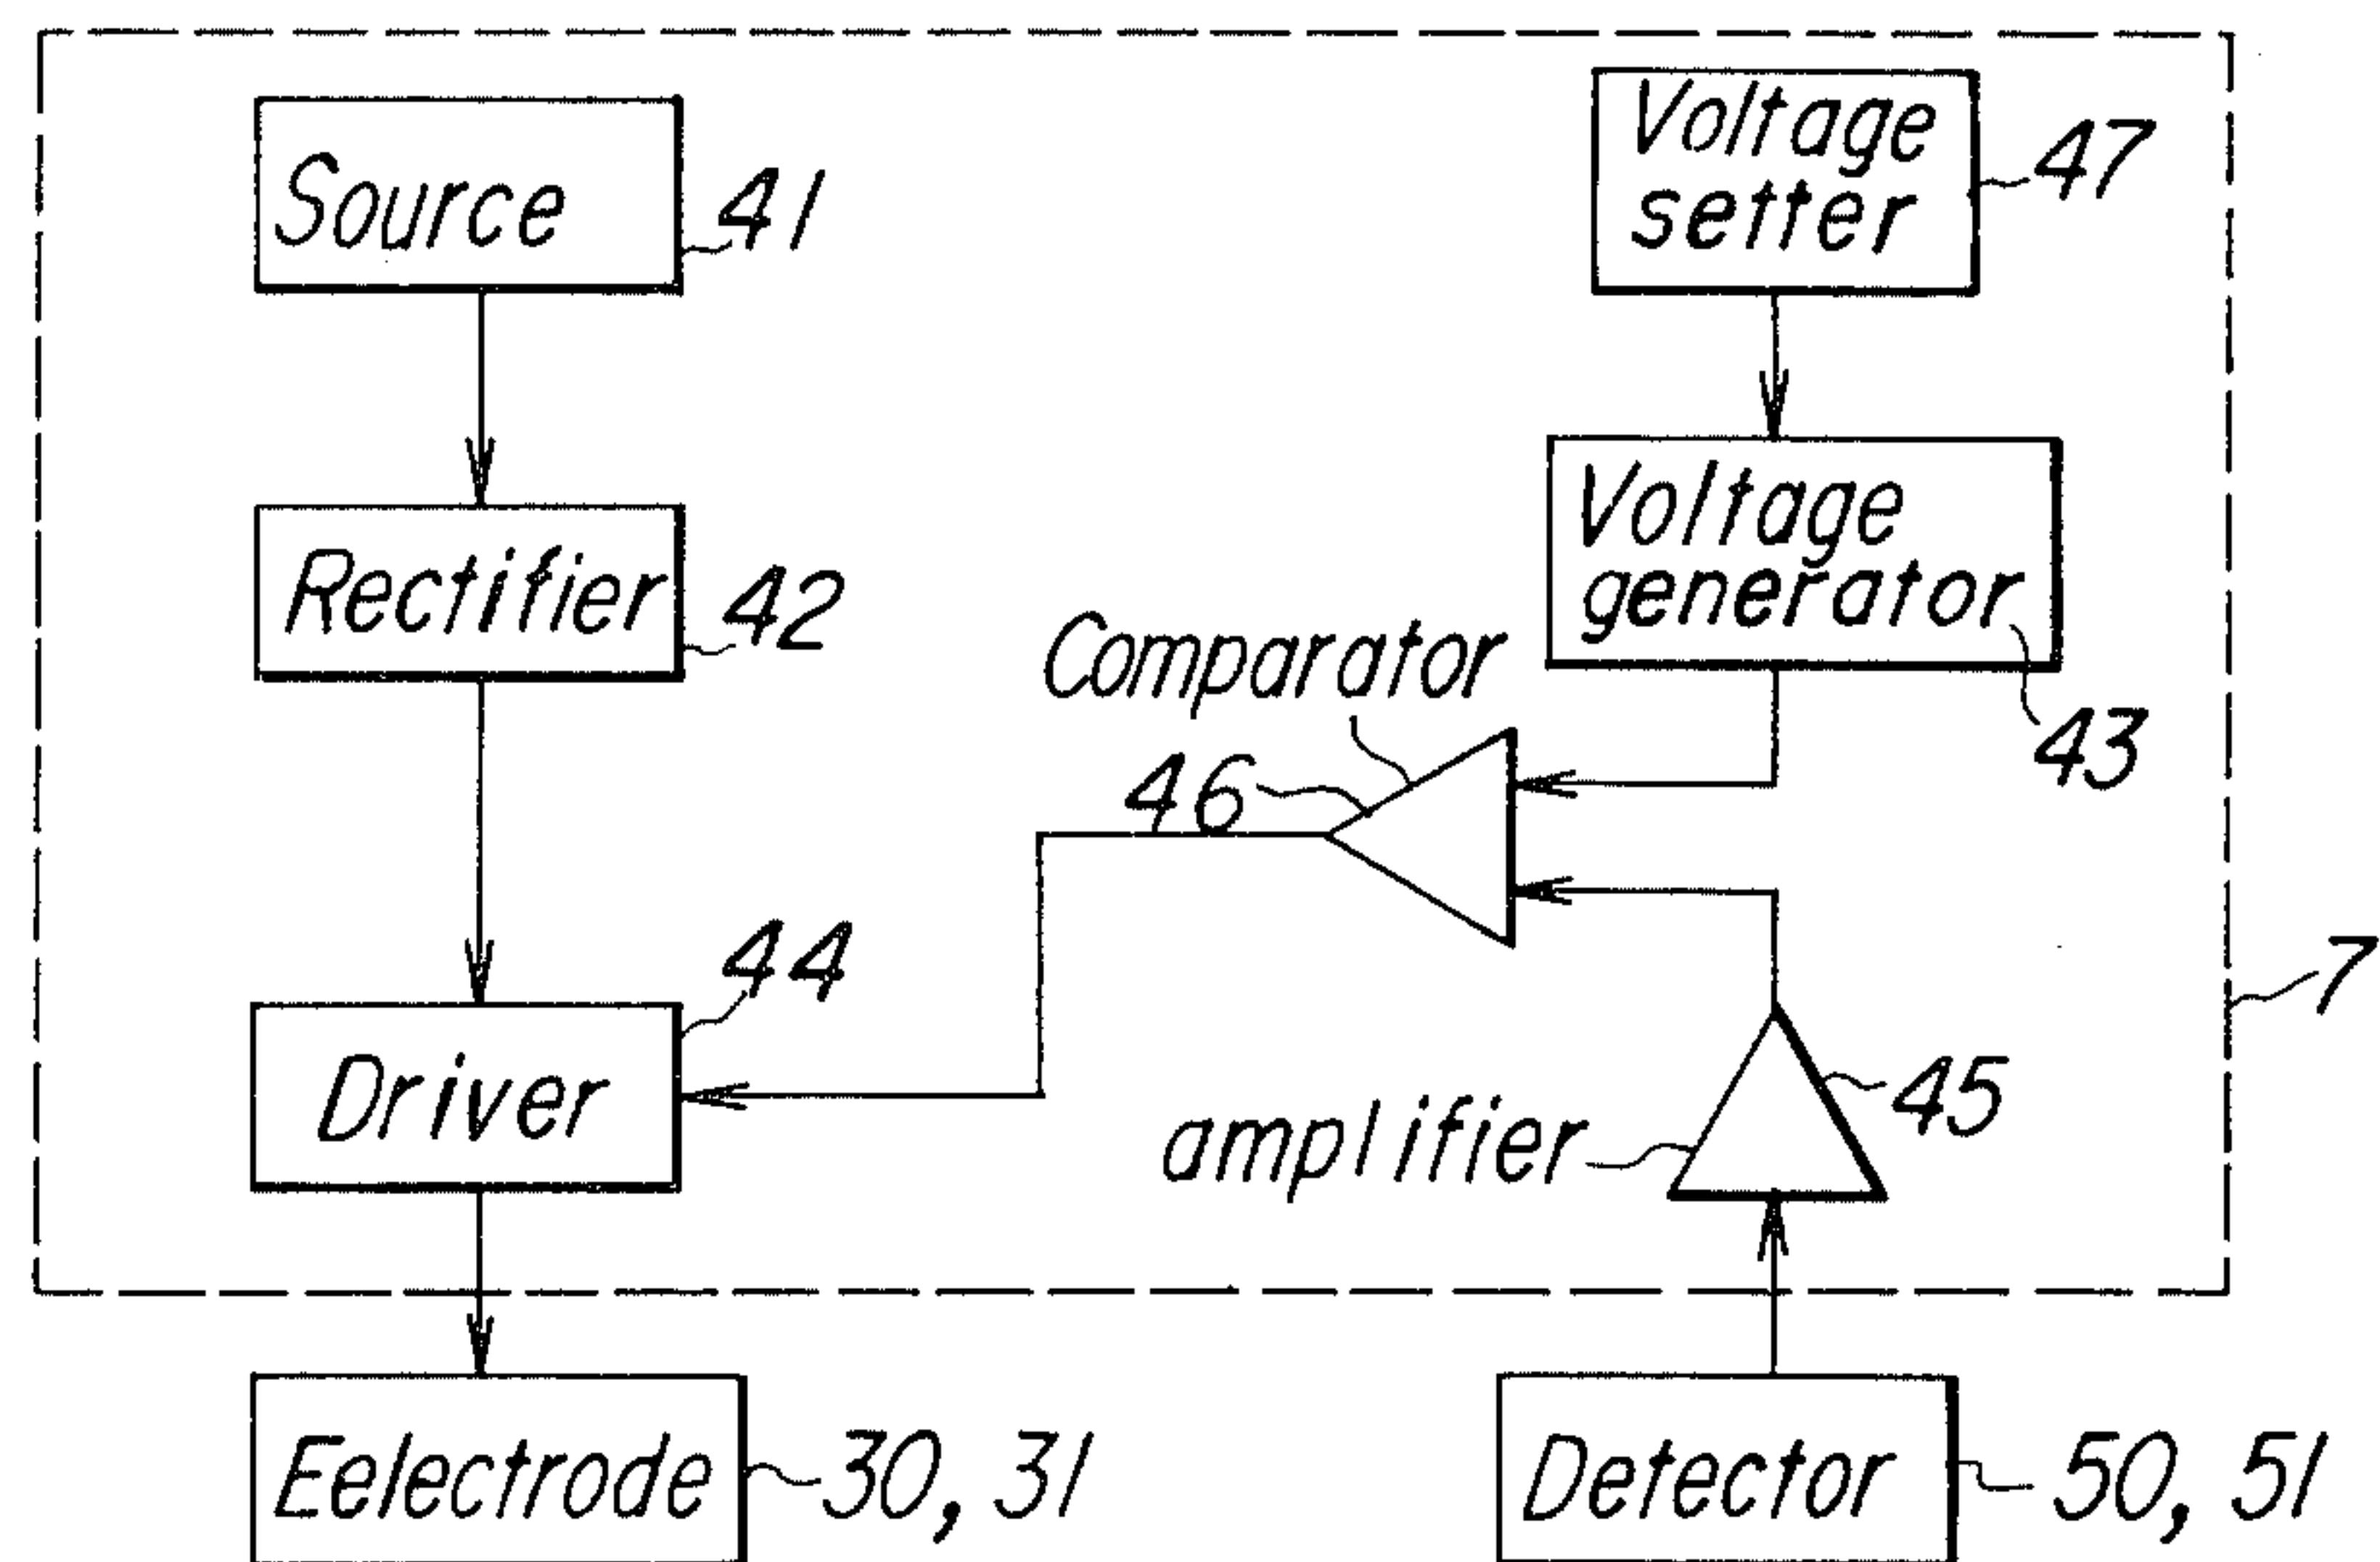 Source
41
Voltage
setter
47
Rectifier
42
Voltage
generator
43
Comparator
46
Driver
44
amplifier
45
7
Eelectrode
30, 31
Detector
50, 51